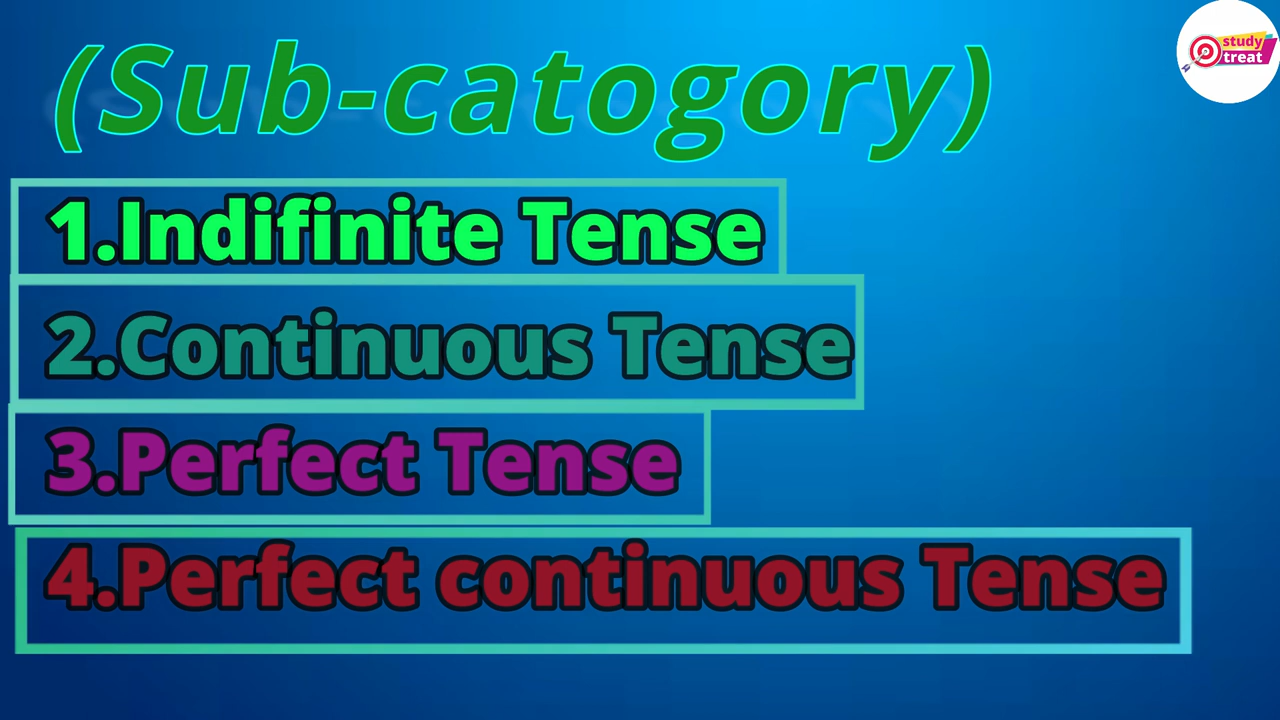 (Sub-catogory)
study
treat
1.Indifinite Tense
2.Continuous Tense
3.Perfect Tense
4.Perfect continuous Tense